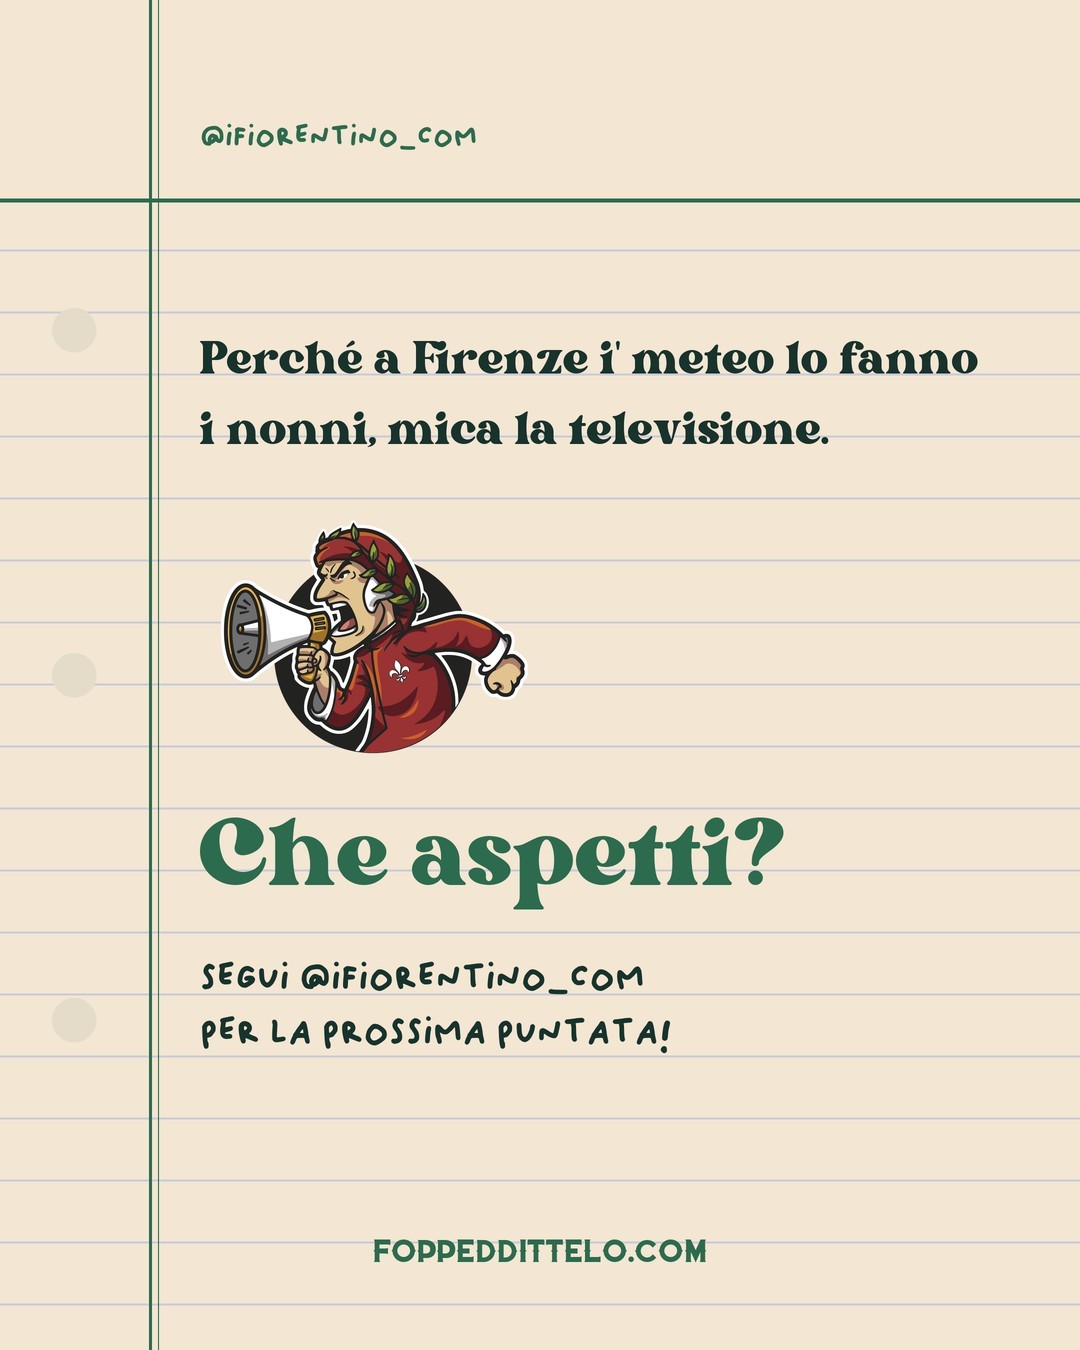 @iFiORENTiNO_COM
Perché a Firenze i' meteo lo fanno
i nonni, mica la televisione.
Che aspetti?
SEGUi @iFiORENTiNO_COM
PER LA PROSSiMA PUNTATA!
FOPPEDDITTELO.COM